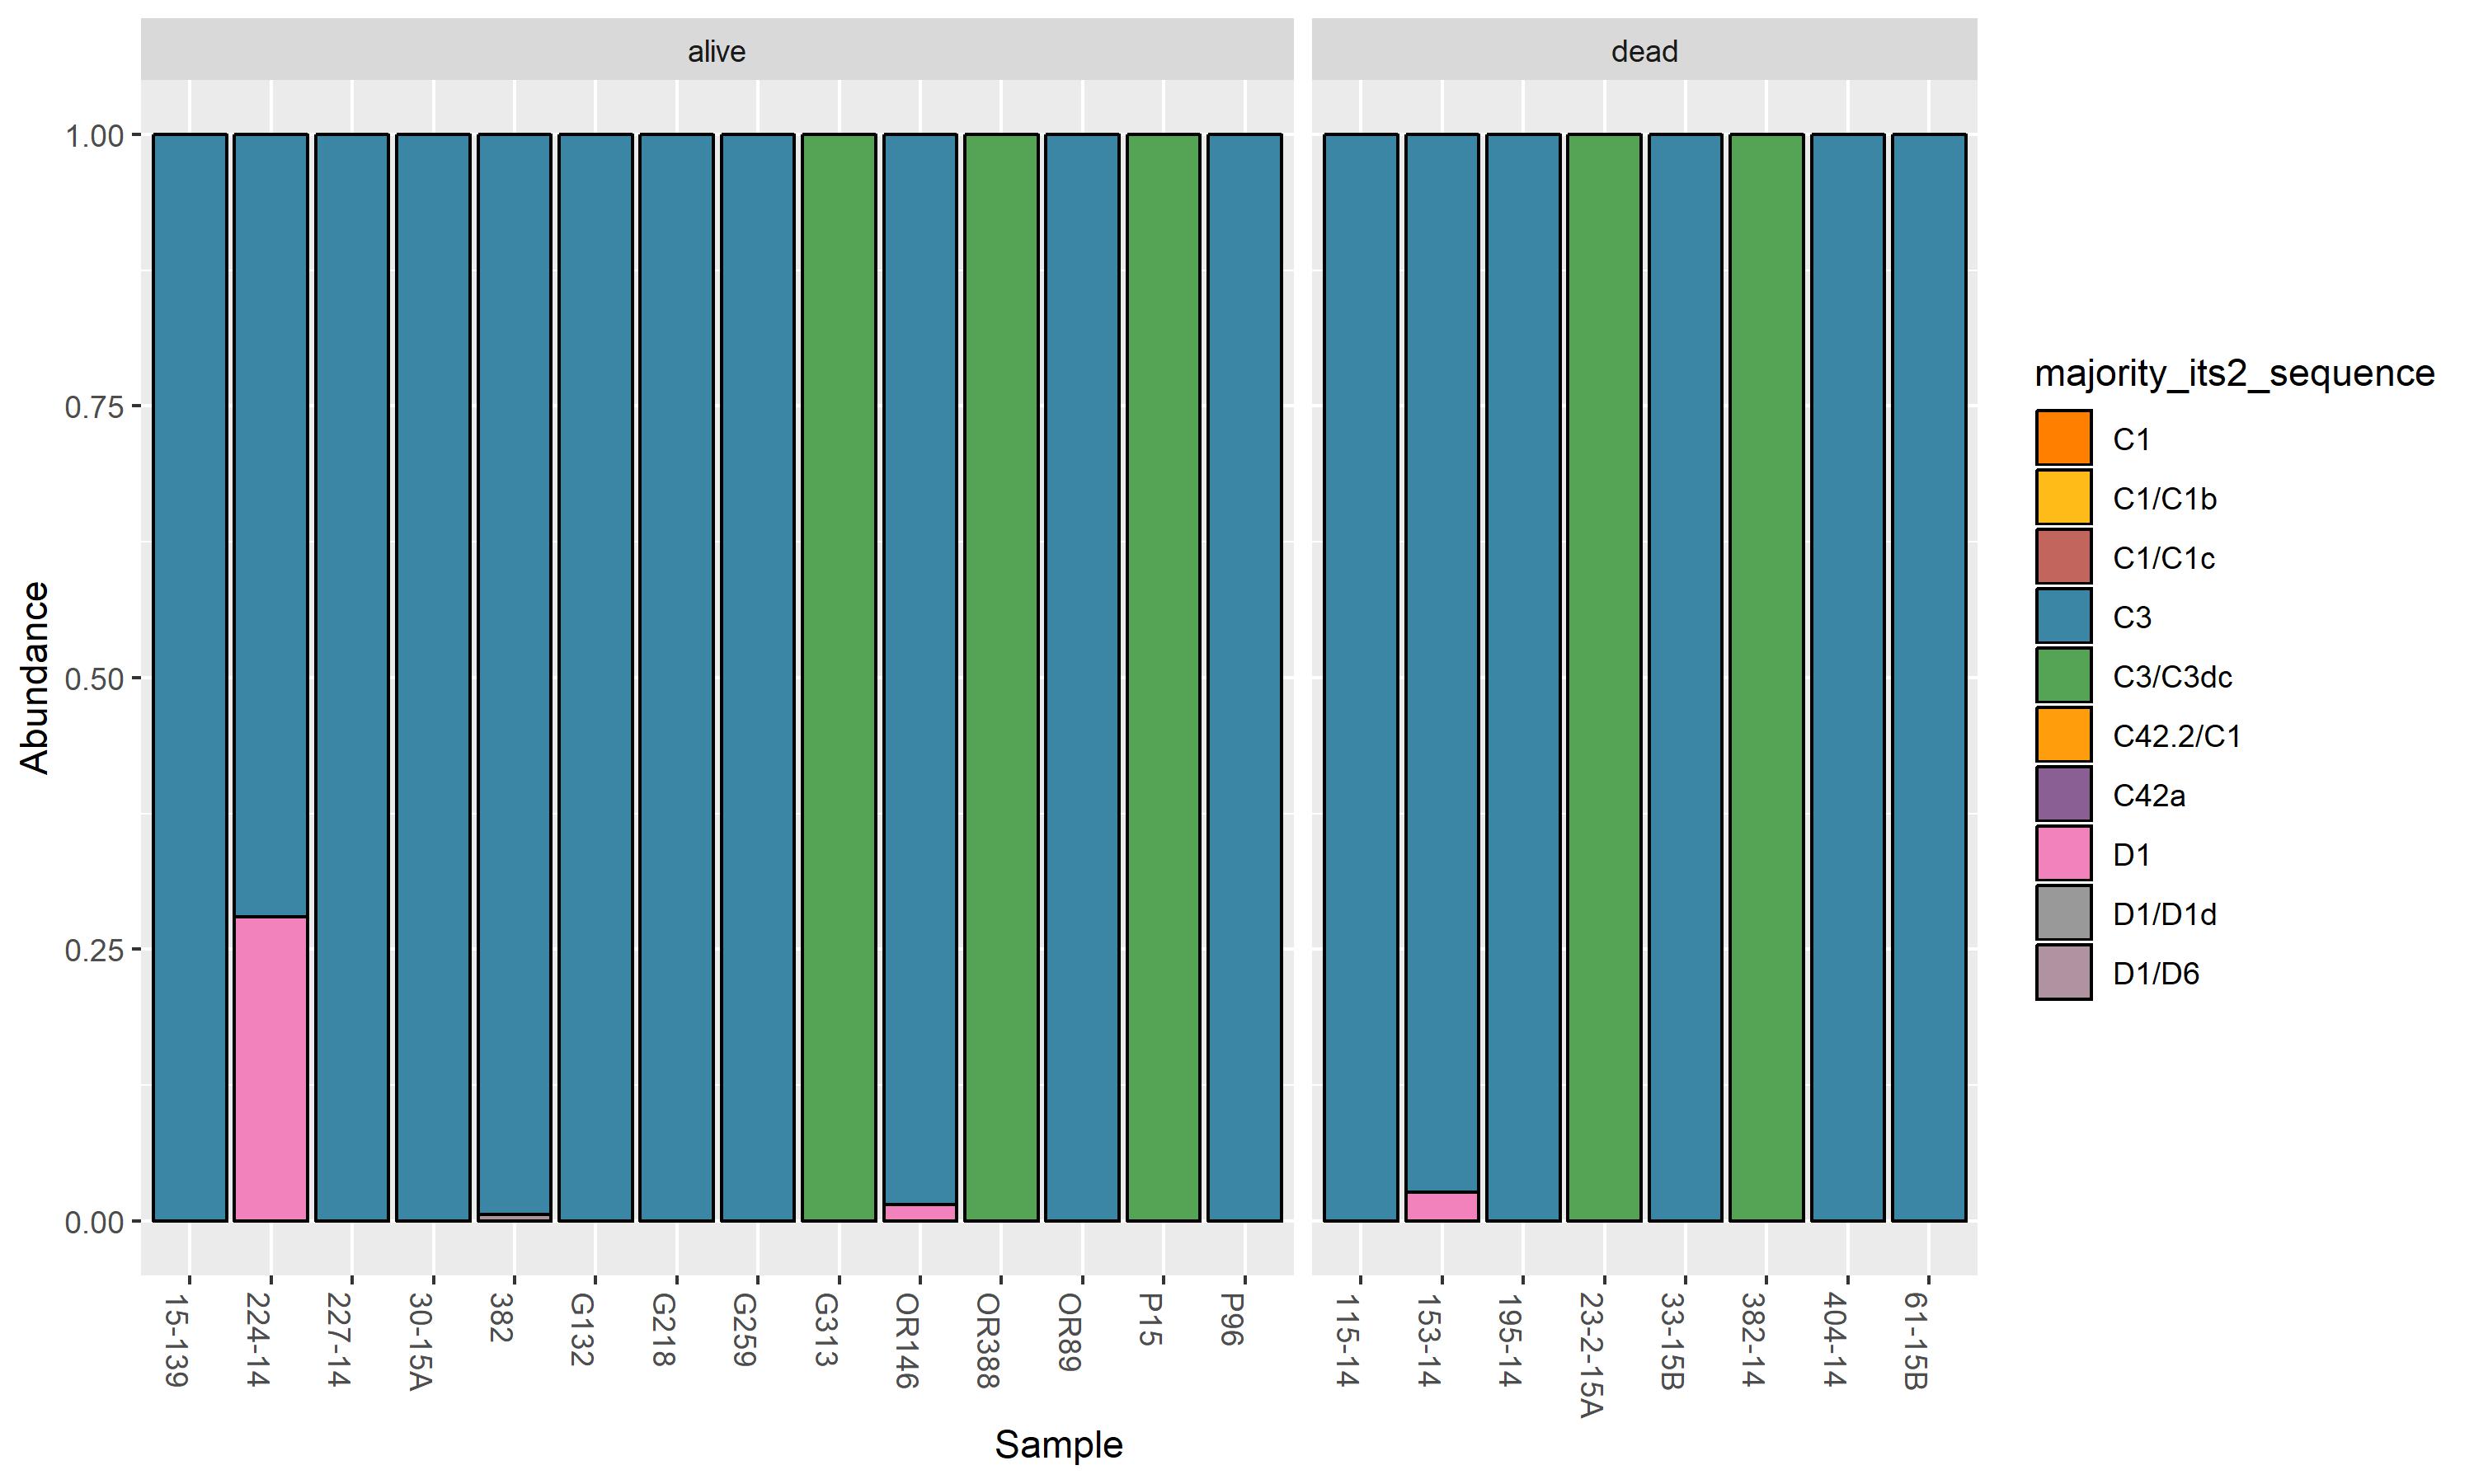 alive
dead
1.00
0.75
0.50
0.25
0.00
Abundance
15-139
224-14
227-14
30-15A
382
G132
G218
G259
G313
OR146
OR388
OR89
P15
P96
115-14
153-14
195-14
23-2-15A
33-15B
382-14
404-14
61-15B
Sample
majority_its2_sequence
C1
C1/C1b
C1/C1c
C3
C3/C3dc
C42.2/C1
C42a
D1
D1/D1d
D1/D6